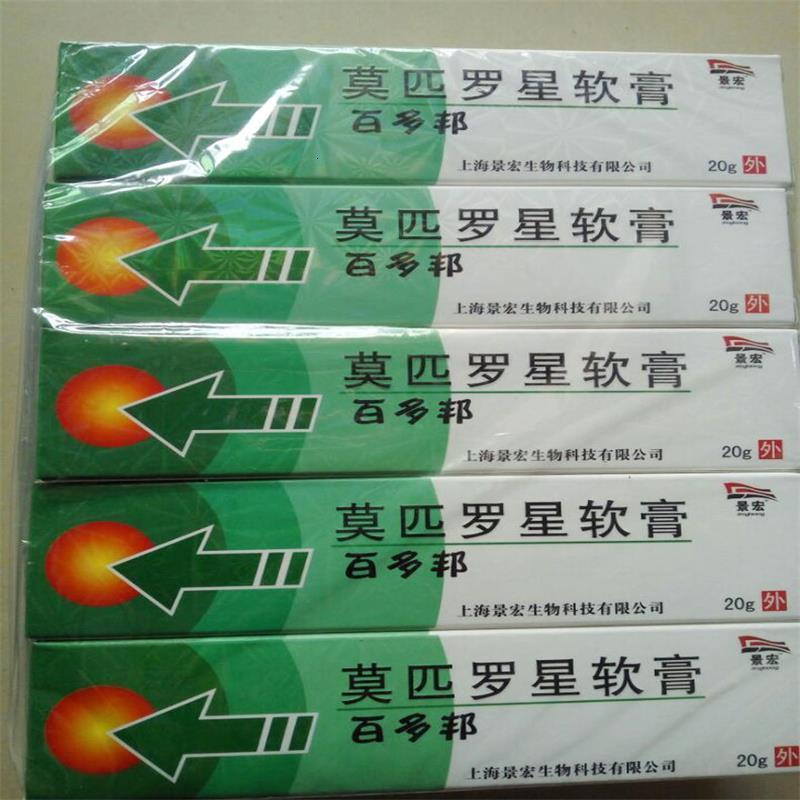 景宏
莫匹罗星软膏
百多邦
上海景宏生物科技有限公司
20g 外
景宏
莫匹罗星软膏
百多邦
上海景宏生物科技有限公司
20g 外
景宏
莫匹罗星软膏
百多邦
上海景宏生物科技有限公司
20g 外
景宏
莫匹罗星软膏
百多邦
上海景宏生物科技有限公司
20g 外
景宏
莫匹罗星软膏
百多邦
上海景宏生物科技有限公司
20g 外